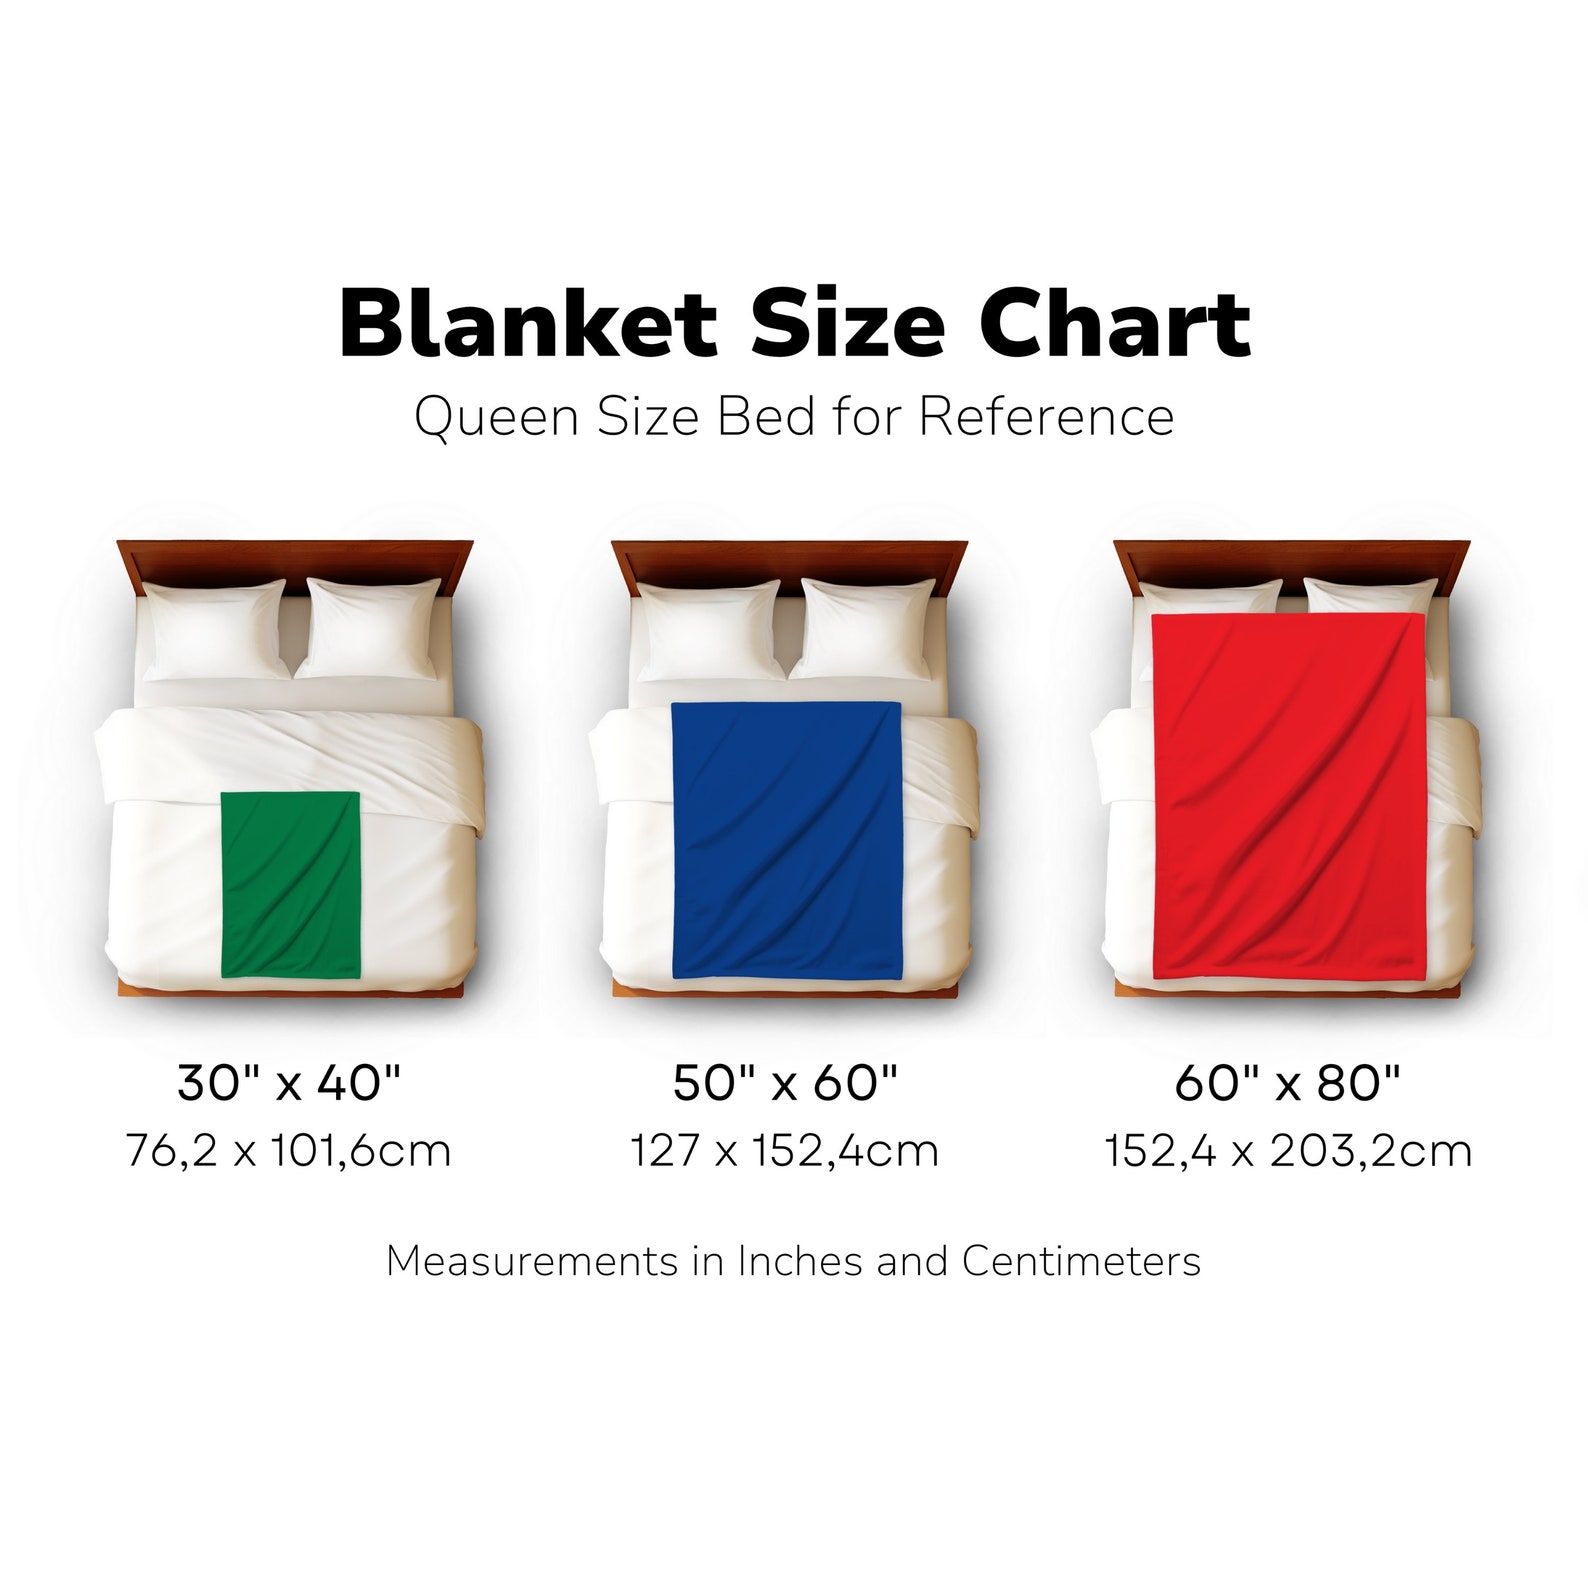 Blanket Size Chart
Queen Size Bed for Reference
30" x 40"
76,2 x 101,6cm
50" x 60"
127 x 152,4cm
60" x 80"
152,4 x 203,2cm
Measurements in Inches and Centimeters